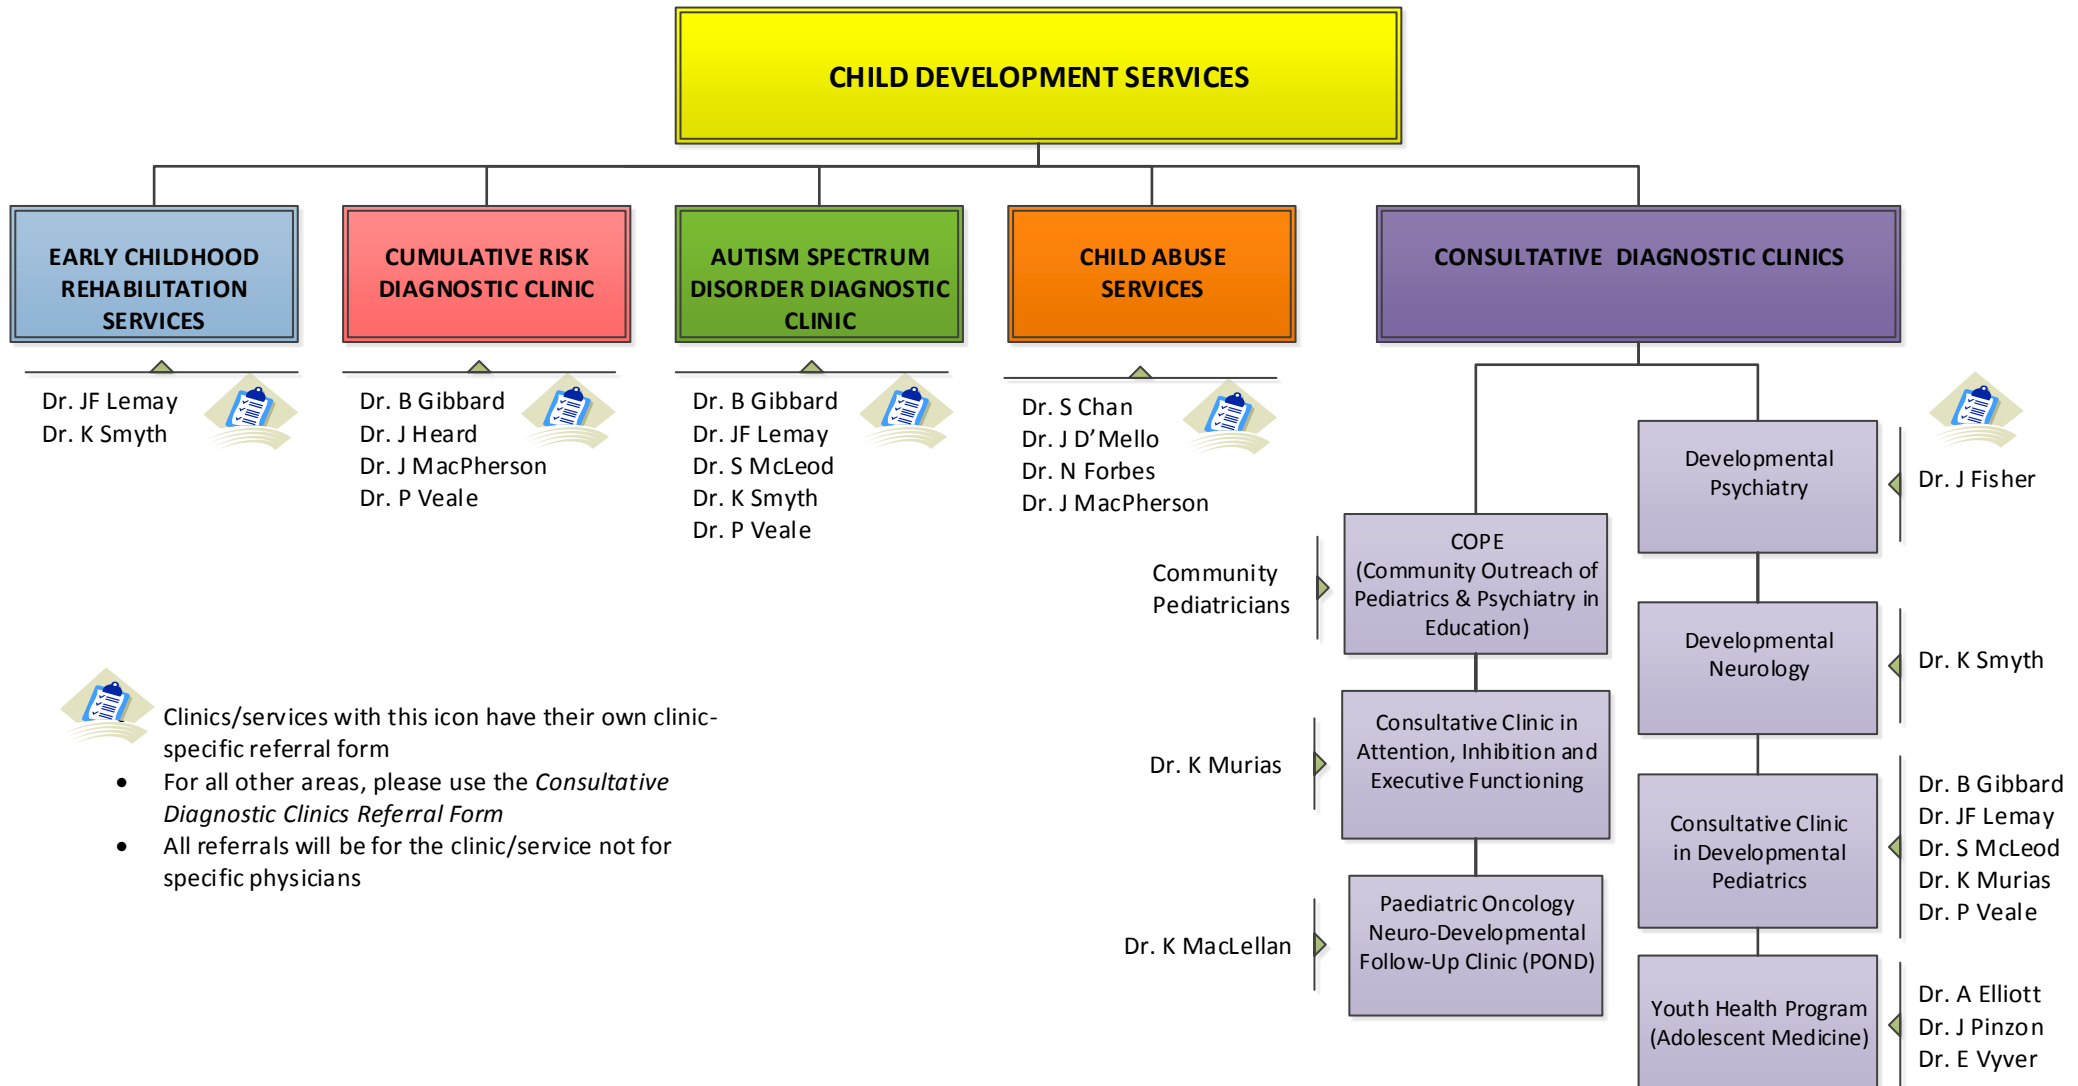 CHILD DEVELOPMENT SERVICES
EARLY CHILDHOOD
REHABILITATION
SERVICES
Dr. JF Lemay
Dr. K Smyth
CUMULATIVE RISK
DIAGNOSTIC CLINIC
Dr. B Gibbard
Dr. J Heard
Dr. J MacPherson
Dr. P Veale
AUTISM SPECTRUM
DISORDER DIAGNOSTIC
CLINIC
Dr. B Gibbard
Dr. JF Lemay
Dr. S McLeod
Dr. K Smyth
Dr. P Veale
CHILD ABUSE
SERVICES
Dr. S Chan
Dr. J D’Mello
Dr. N Forbes
Dr. J MacPherson
CONSULTATIVE DIAGNOSTIC CLINICS
COPE
(Community Outreach of
Pediatrics & Psychiatry in
Education)
Community
Pediatricians
Consultative Clinic in
Attention, Inhibition and
Executive Functioning
Dr. K Murias
Paediatric Oncology
Neuro-Developmental
Follow-Up Clinic (POND)
Dr. K MacLellan
Developmental
Psychiatry
Dr. J Fisher
Developmental
Neurology
Dr. K Smyth
Consultative Clinic
in Developmental
Pediatrics
Dr. B Gibbard
Dr. JF Lemay
Dr. S McLeod
Dr. K Murias
Dr. P Veale
Youth Health Program
(Adolescent Medicine)
Dr. A Elliott
Dr. J Pinzon
Dr. E Vyver
Clinics/services with this icon have their own clinic-
specific referral form
• For all other areas, please use the Consultative
Diagnostic Clinics Referral Form
• All referrals will be for the clinic/service not for
specific physicians